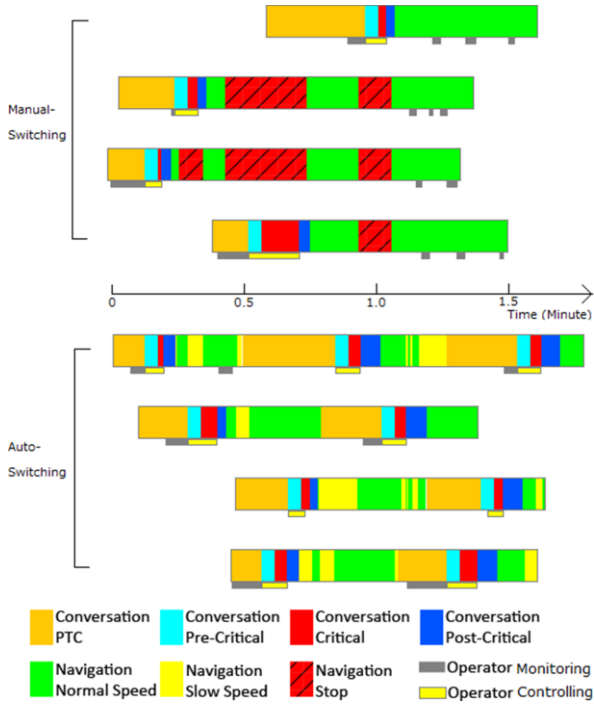 Manual-
Switching
0
0.5
1.0
1.5
Time (Minute)
Auto-
Switching
Conversation
PTC
Conversation
Pre-Critical
Conversation
Critical
Conversation
Post-Critical
Navigation
Normal Speed
Navigation
Slow Speed
Navigation
Stop
Operator Monitoring
Operator Controlling